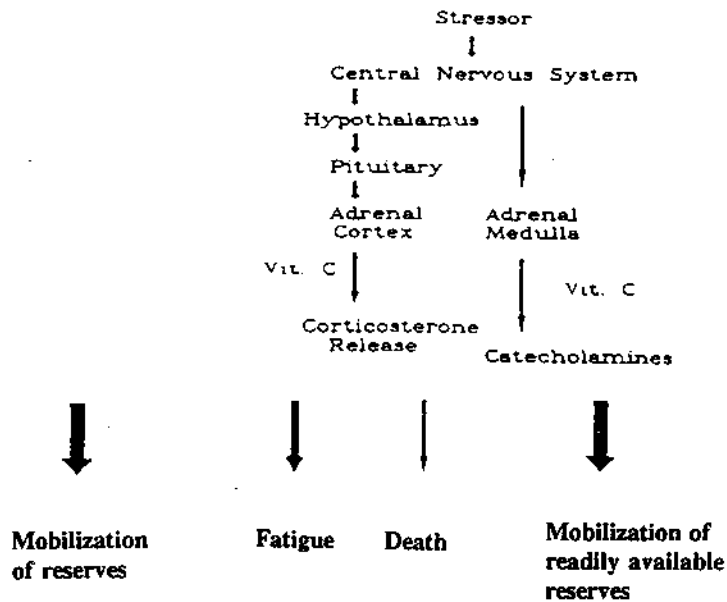 Stressor
Central Nervous System
Hypothalamus
Pituitary
Adrenal
Cortex
Adrenal
Medulla
Vit. C
Vit. C
Corticosterone
Release
Catecholamines
Mobilization
of reserves
Fatigue
Death
Mobilization of
readily available
reserves